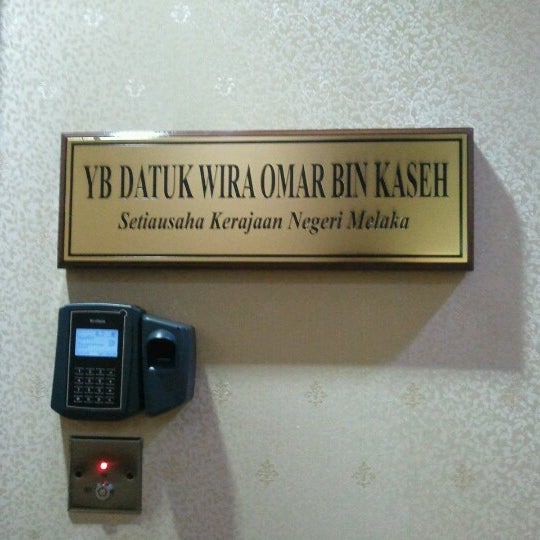 YB DATUK WIRA OMAR BIN KASEH
Setiausaha Kerajaan Negeri Melaka